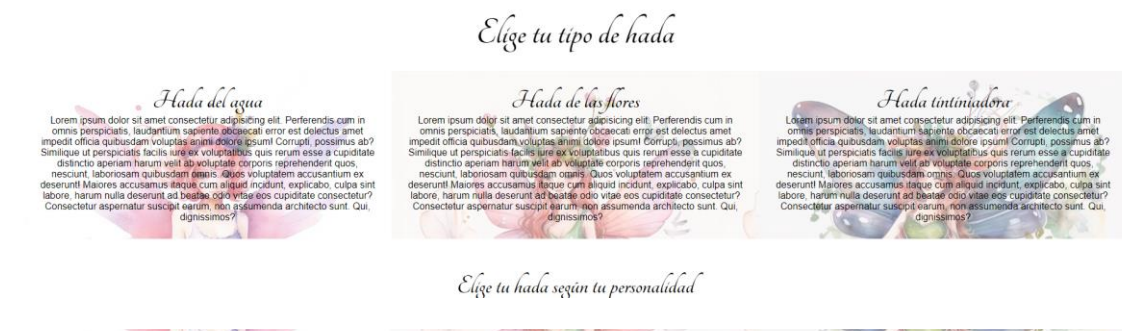 Elige tu tipo de hada
Hada del agua
Lorem ipsum dolor sit amet consectetur adipisicing elit. Perferendis cum in
omnis perspiciatis, laudantium sapiente obcaecati error est delectus amet
impedit officia quibusdam voluptas animi dolore ipsum! Corrupti, possimus ab?
Similique ut perspiciatis facilis iure ex voluptatibus quis rerum esse a cupiditate
distinctio aperiam harum velit ab voluptate corporis reprehenderit quos,
nesciunt, laboriosam quibusdam omnis. Quos voluptatem accusantium ex
deserunt! Maiores accusamus itaque cum aliquid incidunt, explicabo, culpa sint
labore, harum nulla deserunt ad beatae odio vitae eos cupiditate consectetur?
Consectetur aspernatur suscipit earum, non assumenda architecto sunt. Qui,
dignissimos?
Hada de las flores
Lorem ipsum dolor sit amet consectetur adipisicing elit. Perferendis cum in
omnis perspiciatis, laudantium sapiente obcaecati error est delectus amet
impedit officia quibusdam voluptas animi dolore ipsum! Corrupti, possimus ab?
Similique ut perspiciatis facilis iure ex voluptatibus quis rerum esse a cupiditate
distinctio aperiam harum velit ab voluptate corporis reprehenderit quos,
nesciunt, laboriosam quibusdam omnis. Quos voluptatem accusantium ex
deserunt! Maiores accusamus itaque cum aliquid incidunt, explicabo, culpa sint
labore, harum nulla deserunt ad beatae odio vitae eos cupiditate consectetur?
Consectetur aspernatur suscipit earum, non assumenda architecto sunt. Qui,
dignissimos?
Hada tintiniadora
Lorem ipsum dolor sit amet consectetur adipisicing elit. Perferendis cum in
omnis perspiciatis, laudantium sapiente obcaecati error est delectus amet
impedit officia quibusdam voluptas animi dolore ipsum! Corrupti, possimus ab?
Similique ut perspiciatis facilis iure ex voluptatibus quis rerum esse a cupiditate
distinctio aperiam harum velit ab voluptate corporis reprehenderit quos,
nesciunt, laboriosam quibusdam omnis. Quos voluptatem accusantium ex
deserunt! Maiores accusamus itaque cum aliquid incidunt, explicabo, culpa sint
labore, harum nulla deserunt ad beatae odio vitae eos cupiditate consectetur?
Consectetur aspernatur suscipit earum, non assumenda architecto sunt. Qui,
dignissimos?
Elige tu hada según tu personalidad